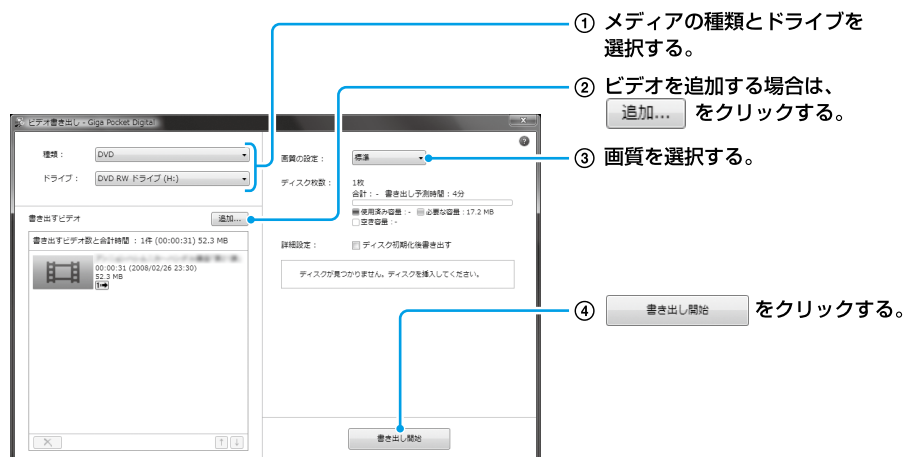 ① メディアの種類とドライブを
選択する。
② ビデオを追加する場合は、
追加... をクリックする。
③ 画質を選択する。
④ 書き出し開始 をクリックする。
ビデオ書き出し - Giga Pocket Digital
種類： DVD
ドライブ： DVD RW ドライブ (H:)
書き出すビデオ 追加...
書き出すビデオ数と合計時間 ： 1件 (00:00:31) 52.3 MB
00:00:31 (2008/02/26 23:30)
52.3 MB
1
画質の設定： 標準
ディスク枚数： 1枚
合計：- 書き出し予測時間：4分
使用済み容量：- 必要な容量：17.2 MB
空き容量：-
詳細設定： ディスク初期化後書き出す
ディスクが見つかりません。ディスクを挿入してください。
書き出し開始